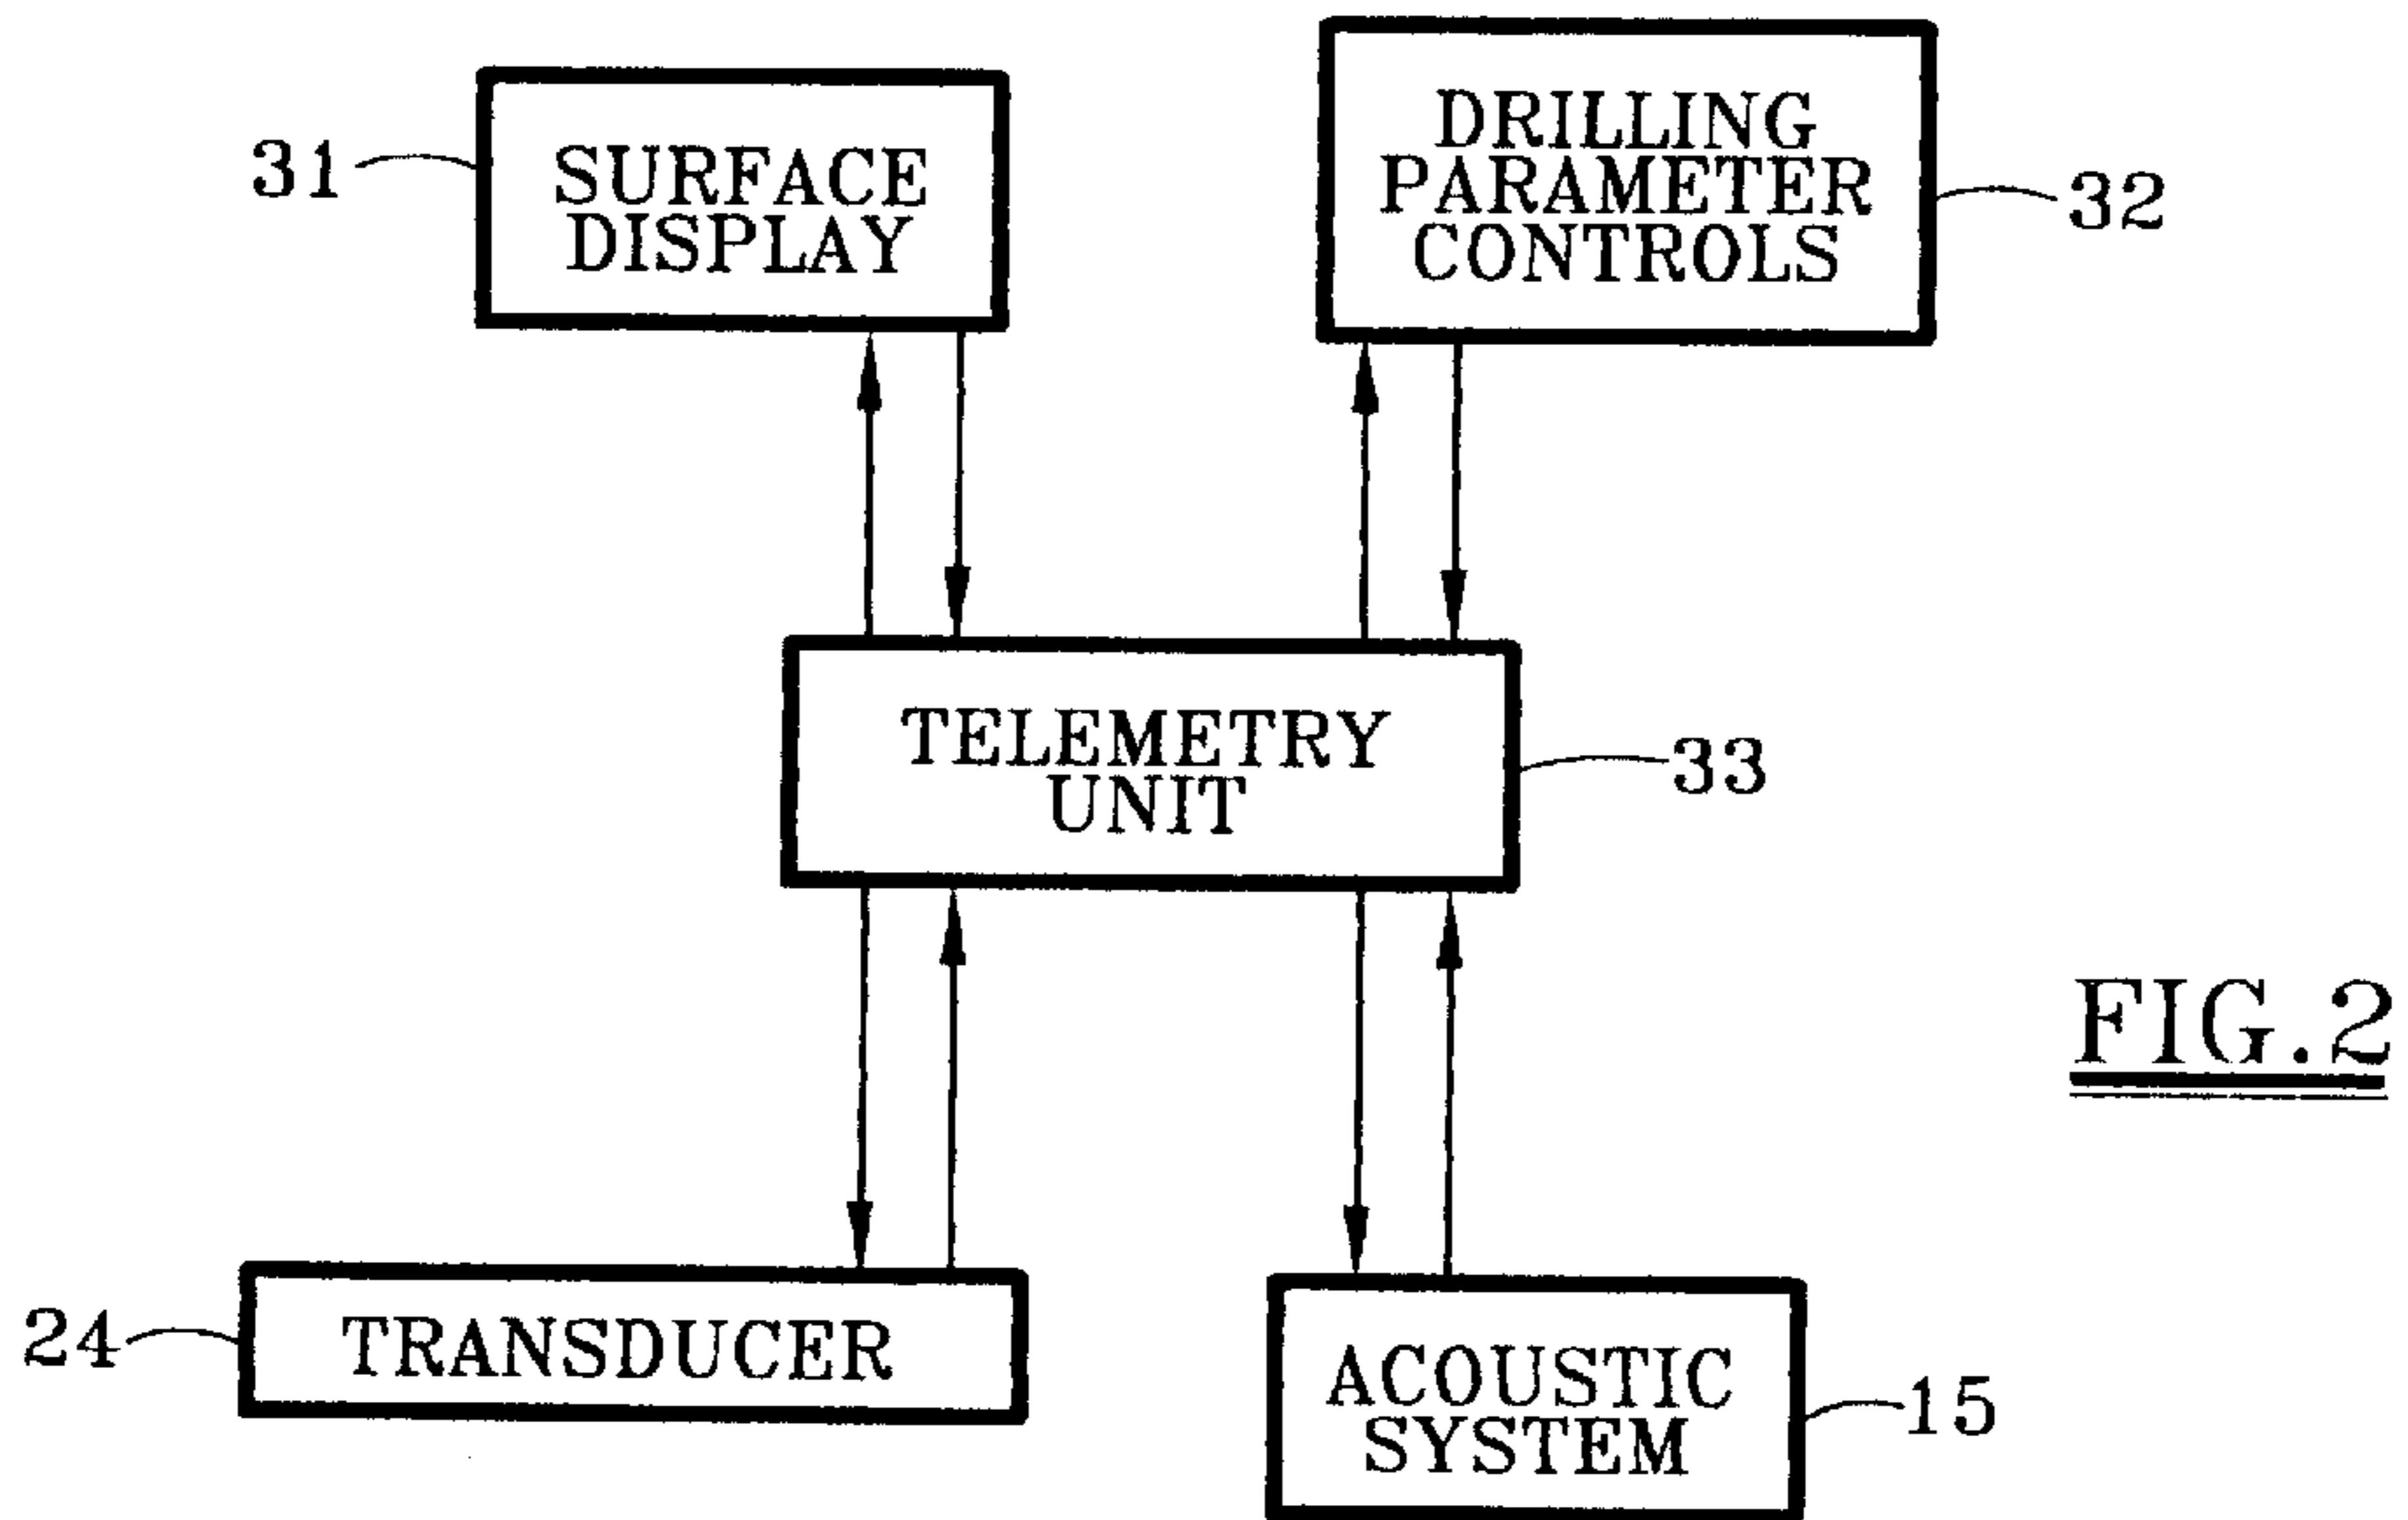 31
SURFACE
DISPLAY
DRILLING
PARAMETER
CONTROLS
32
TELEMETRY
UNIT
33
FIG.2
24
TRANSDUCER
ACOUSTIC
SYSTEM
15